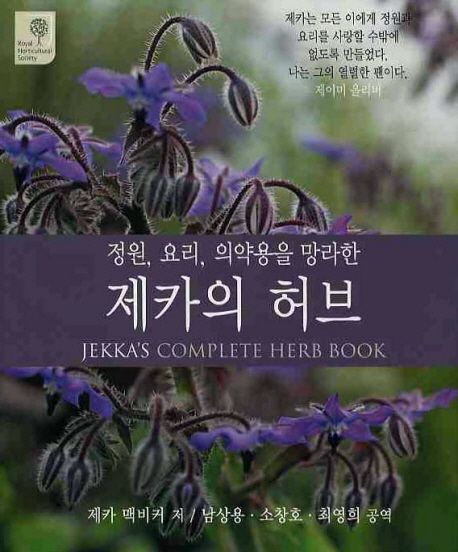 Royal
Horticultural
Society
제카는 모든 이에게 정원과
요리를 사랑할 수밖에
없도록 만들었다.
나는 그의 열렬한 팬이다.
제이미 올리버
정원, 요리, 의약용을 망라한
제카의 허브
JEKKA'S COMPLETE HERB BOOK
제카 맥비커 저 / 남상용 · 소창호 · 최영희 공역